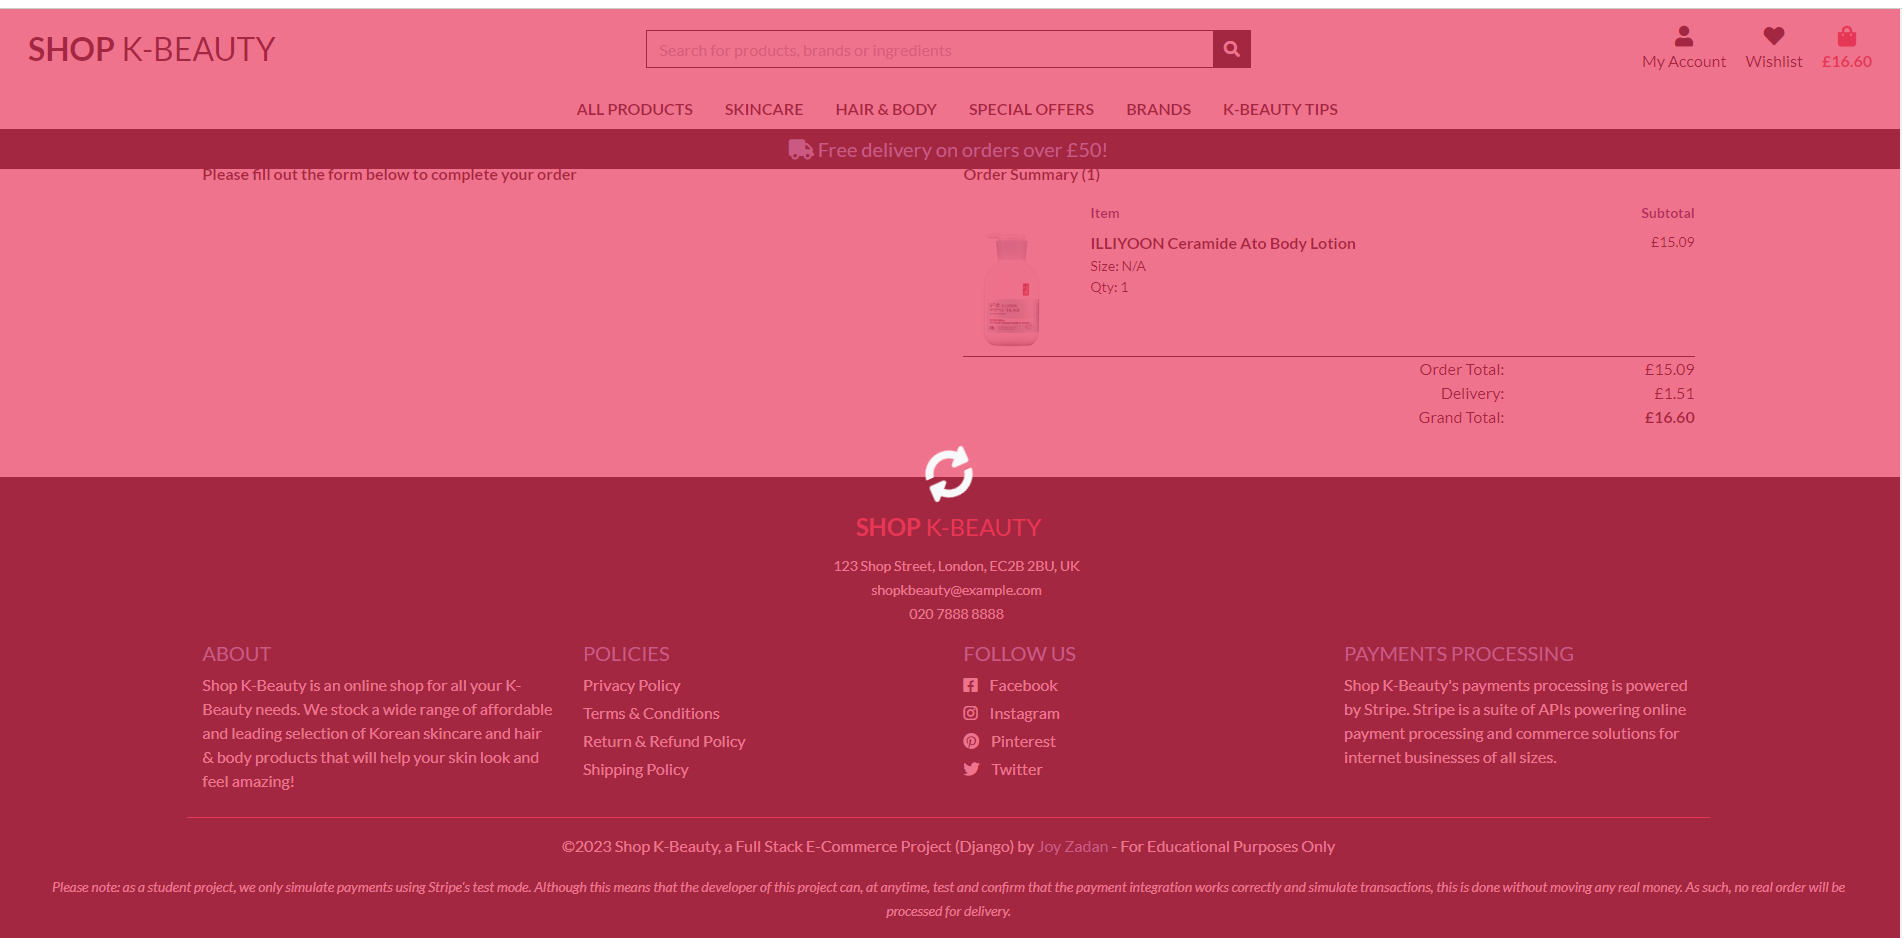 SHOP K-BEAUTY
Search for products, brands or ingredients
My Account
Wishlist
£16.60
ALL PRODUCTS
SKINCARE
HAIR & BODY
SPECIAL OFFERS
BRANDS
K-BEAUTY TIPS
Free delivery on orders over £50!
Please fill out the form below to complete your order
Order Summary (1)
Item
Subtotal
ILLIYOON Ceramide Ato Body Lotion
£15.09
Size: N/A
Qty: 1
Order Total: £15.09
Delivery: £1.51
Grand Total: £16.60
SHOP K-BEAUTY
123 Shop Street, London, EC2B 2BU, UK
shopkbeauty@example.com
020 7888 8888
ABOUT
Shop K-Beauty is an online shop for all your K-
Beauty needs. We stock a wide range of affordable
and leading selection of Korean skincare and hair
& body products that will help your skin look and
feel amazing!
POLICIES
Privacy Policy
Terms & Conditions
Return & Refund Policy
Shipping Policy
FOLLOW US
Facebook
Instagram
Pinterest
Twitter
PAYMENTS PROCESSING
Shop K-Beauty's payments processing is powered
by Stripe. Stripe is a suite of APIs powering online
payment processing and commerce solutions for
internet businesses of all sizes.
©2023 Shop K-Beauty, a Full Stack E-Commerce Project (Django) by Joy Zadan - For Educational Purposes Only
Please note: as a student project, we only simulate payments using Stripe's test mode. Although this means that the developer of this project can, at anytime, test and confirm that the payment integration works correctly and simulate transactions, this is done without moving any real money. As such, no real order will be
processed for delivery.